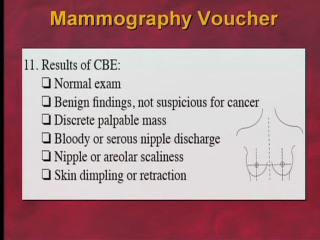 Mammography Voucher
11. Results of CBE:
❑ Normal exam
❑ Benign findings, not suspicious for cancer
❑ Discrete palpable mass
❑ Bloody or serous nipple discharge
❑ Nipple or areolar scaliness
❑ Skin dimpling or retraction